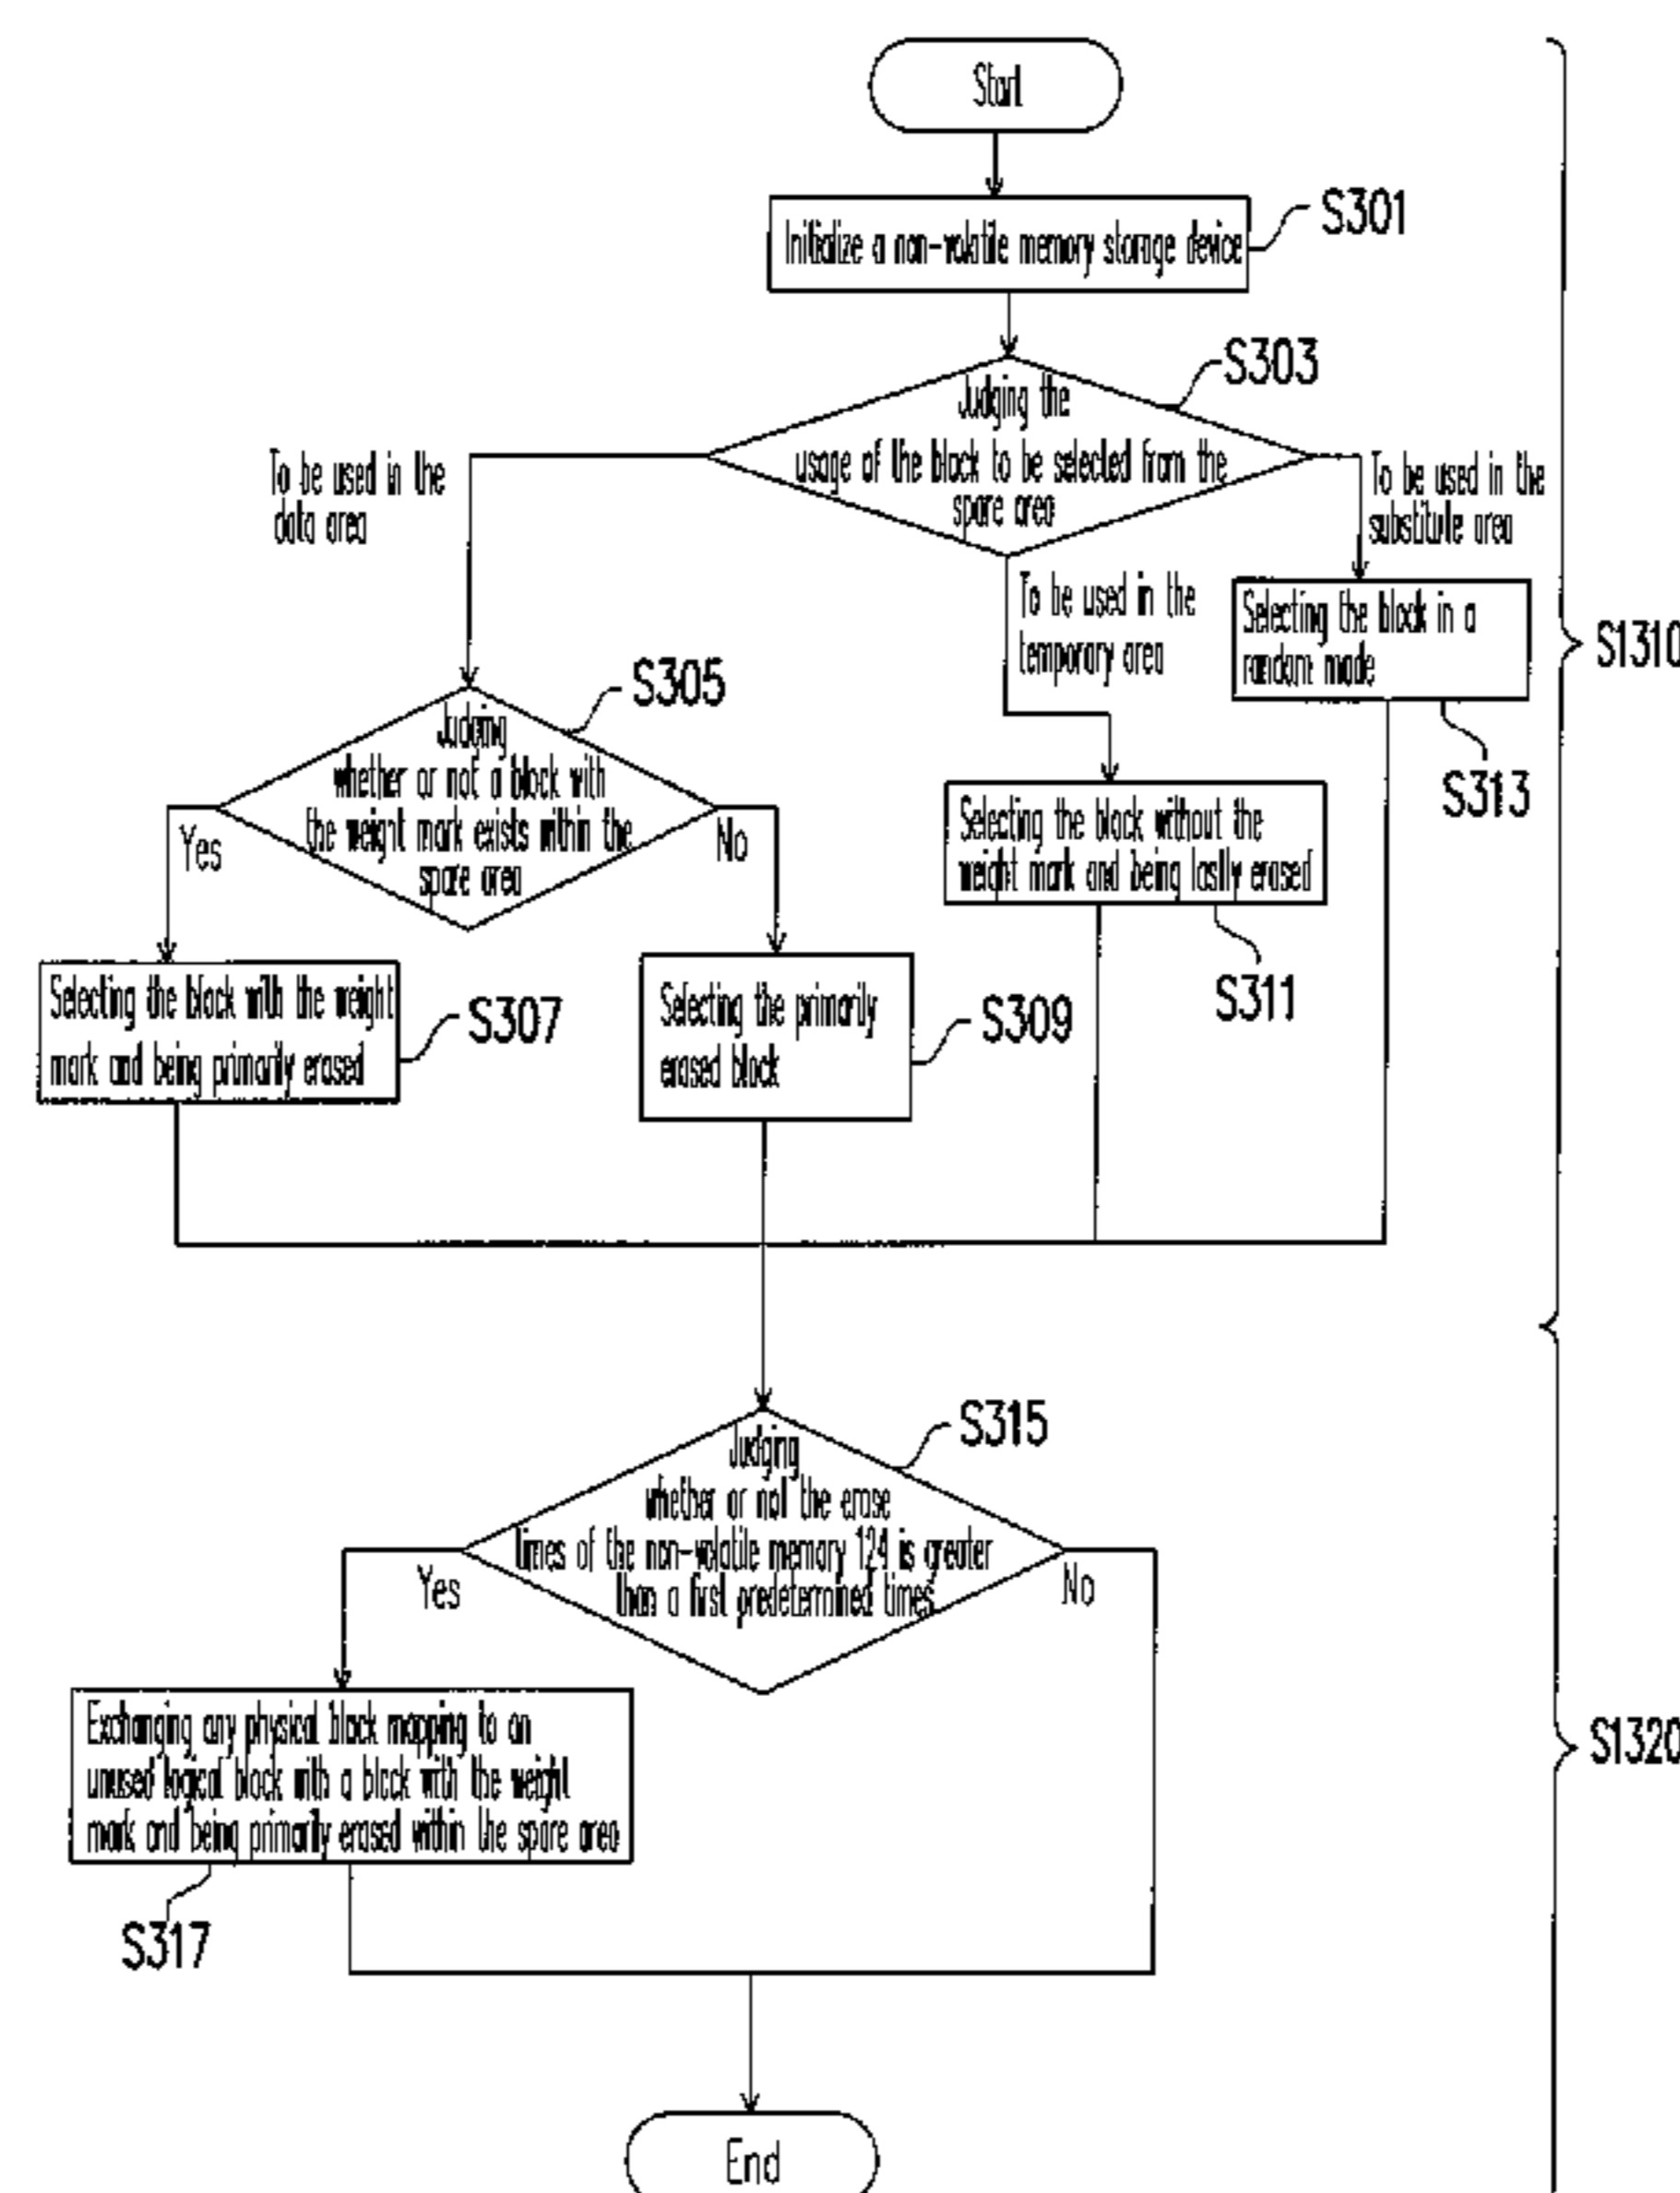 Start
Initialize a non-volatile memory storage device
S301
S303
Judging the
usage of the block to be selected from the
spare area
To be used in the
data area
To be used in the
substitute area
To be used in the
temporary area
Selecting the block in a
random mode
S1310
S313
S305
Judging
whether or not a block with
the weight mark exists within the
spare area
Yes
No
Selecting the block without the
weight mark and being lastly erased
S311
Selecting the block with the weight
mark and being primarily erased
S307
Selecting the primarily
erased block
S309
S315
Judging
whether or not the erase
times of the non-volatile memory 124 is greater
than a first predetermined times
Yes
No
Exchanging any physical block mapping to an
unused logical block with a block with the weight
mark and being primarily erased within the spare area
S317
S1320
End